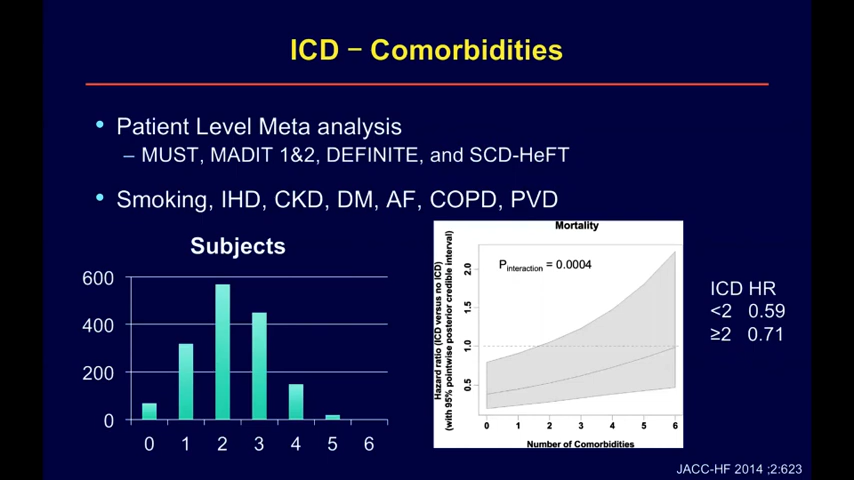 ICD – Comorbidities
• Patient Level Meta analysis
– MUST, MADIT 1&2, DEFINITE, and SCD-HeFT
• Smoking, IHD, CKD, DM, AF, COPD, PVD
Subjects
600
400
200
0
0 1 2 3 4 5 6
Mortality
Pinteraction = 0.0004
Hazard ratio (ICD versus no ICD)
(with 95% pointwise posterior credible interval)
2.0
1.5
1.0
0.5
0 1 2 3 4 5 6
Number of Comorbidities
ICD HR
<2 0.59
≥2 0.71
JACC-HF 2014 ;2:623